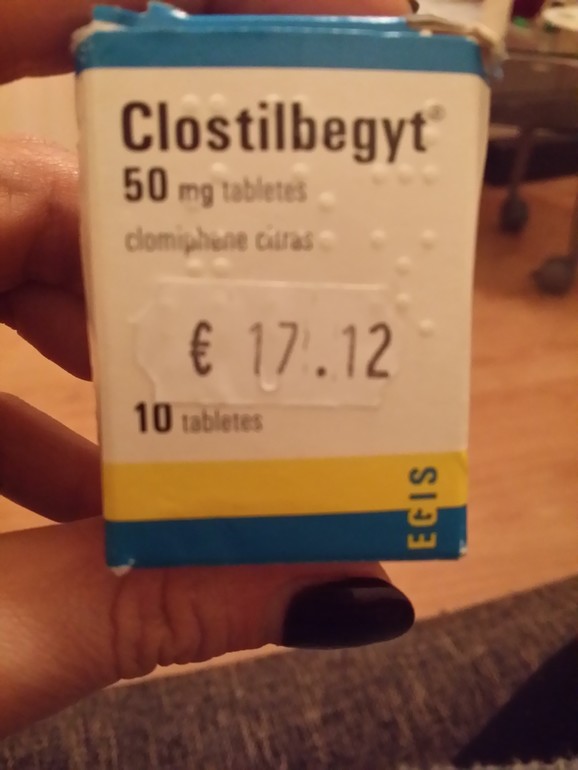 Clostilbegyt®
50 mg tabletes
clomiphene citras
€ 17.12
10 tabletes
EGIS